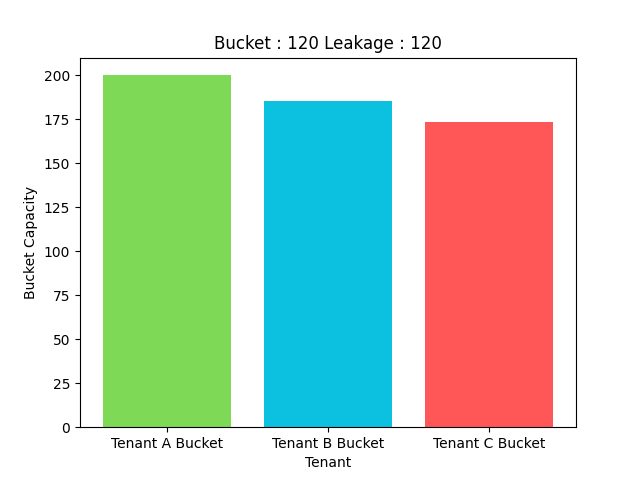 Bucket : 120 Leakage : 120
Bucket Capacity
200
175
150
125
100
75
50
25
0
Tenant A Bucket
Tenant B Bucket
Tenant C Bucket
Tenant